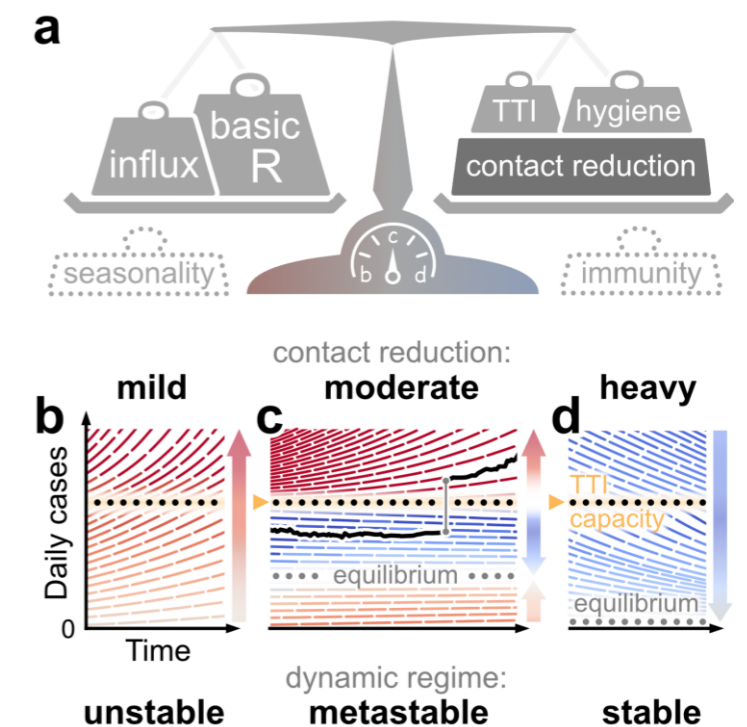 a
basic
R
influx
TTI
hygiene
contact reduction
b
c
d
seasonality
immunity
contact reduction:
mild
moderate
heavy
b
c
d
Daily cases
TTI
capacity
equilibrium
equilibrium
0
Time
dynamic regime:
unstable
metastable
stable